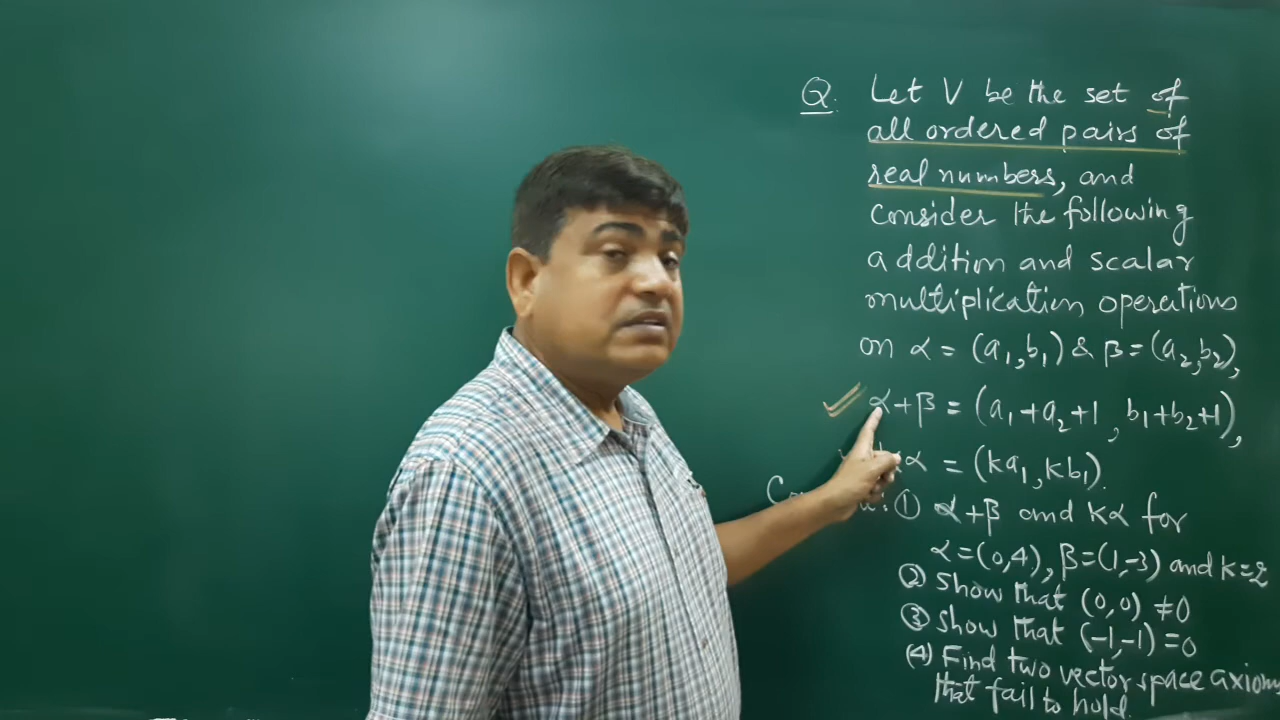 Q. Let V be the set of
all ordered pairs of
real numbers, and
consider the following
addition and scalar
multiplication operations
on α = (a₁,b₁) & β = (a₂,b₂),
α+β = (a₁+a₂+1, b₁+b₂+1),
α = (ka₁, kb₁).
① α+β and kα for
α=(0,4), β=(1,-3) and k=2
② Show that (0,0) ≠0
③ Show that (-1,-1)=0
(4) Find two vector space axiom
that fail to hold